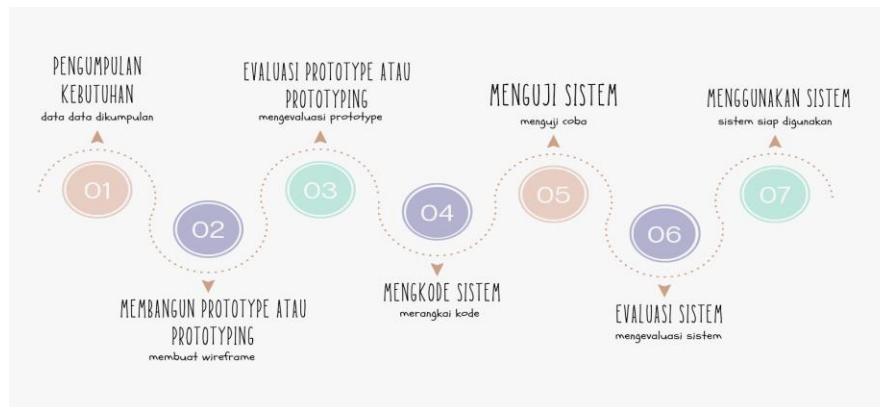 PENGUMPULAN
KEBUTUHAN
data data dikumpulan
01
02
MEMBANGUN PROTOTYPE ATAU
PROTOTYPING
membuat wireframe
EVALUASI PROTOTYPE ATAU
PROTOTYPING
mengevaluasi prototype
03
04
MENGKODE SISTEM
merangkai kode
MENGUJI SISTEM
menguji coba
05
06
EVALUASI SISTEM
mengevaluasi sistem
MENGGUNAKAN SISTEM
sistem siap digunakan
07